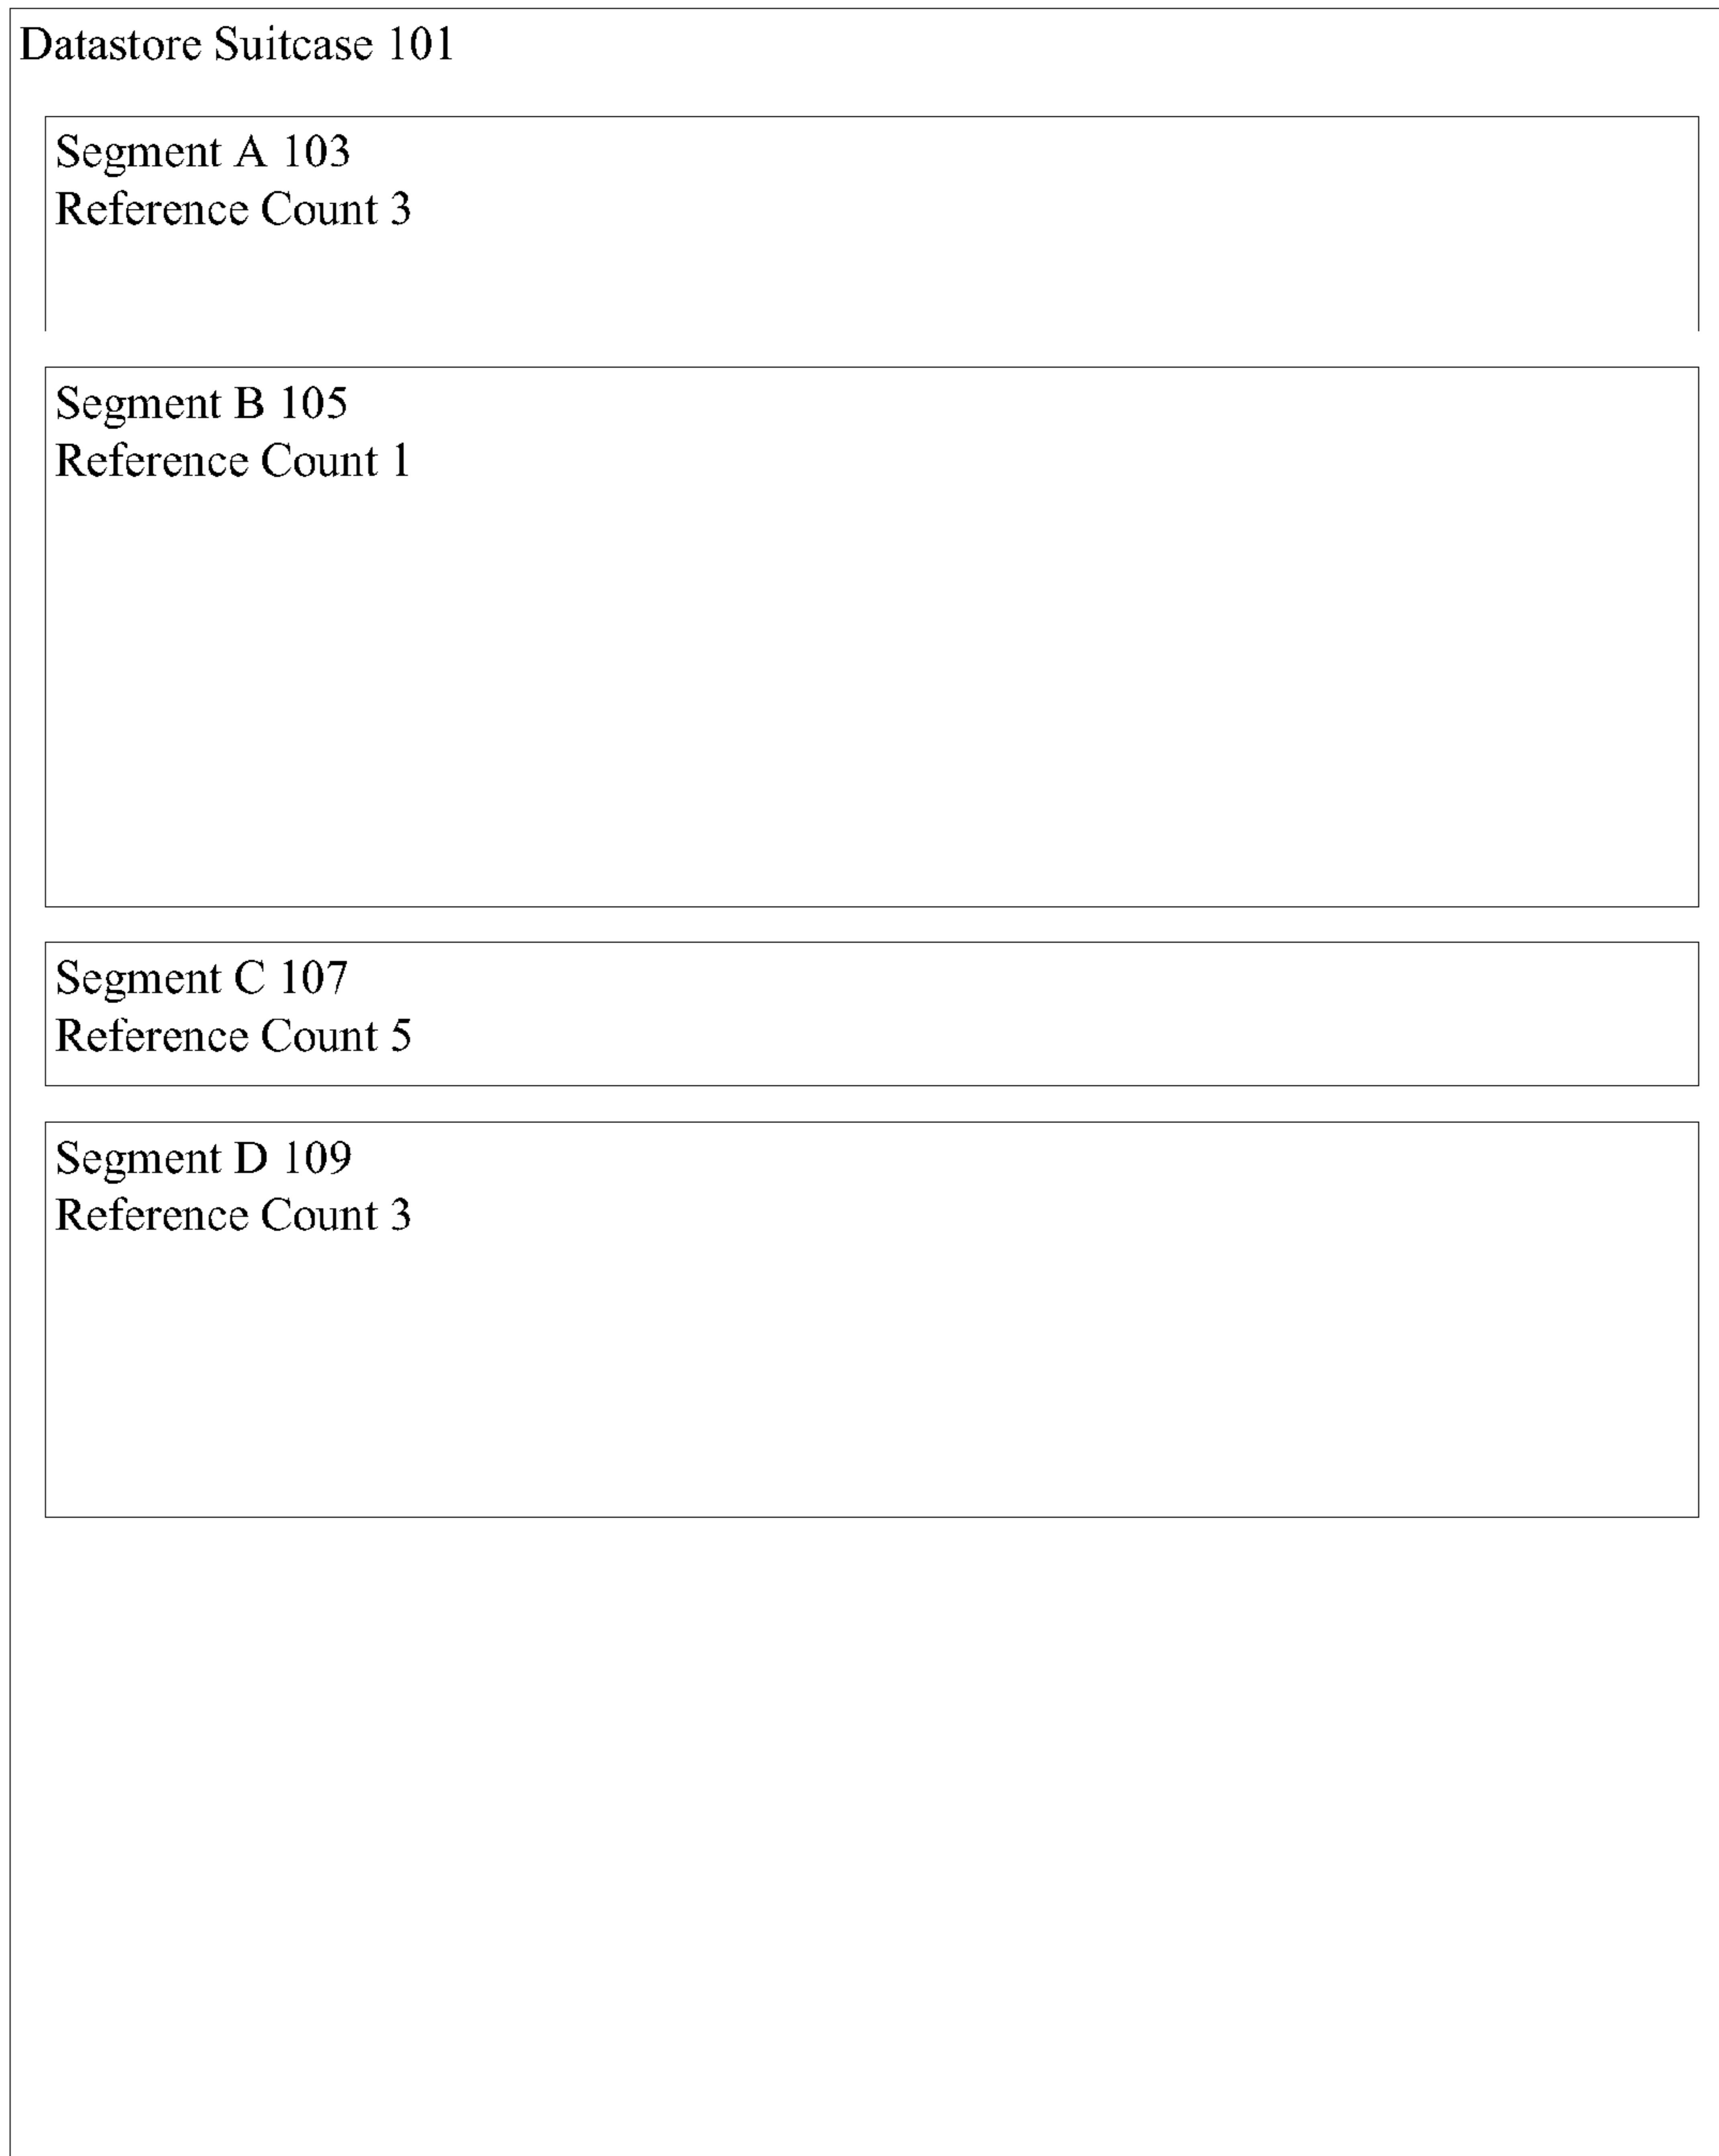 Datastore Suitcase 101
Segment A 103
Reference Count 3
Segment B 105
Reference Count 1
Segment C 107
Reference Count 5
Segment D 109
Reference Count 3